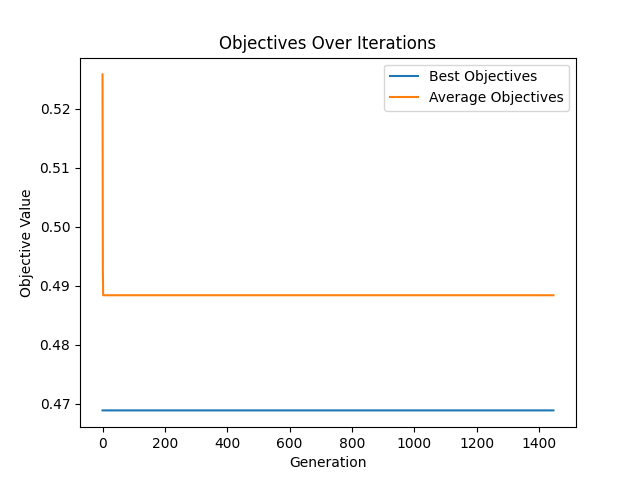 Objectives Over Iterations
Best Objectives
Average Objectives
Objective Value
0.52
0.51
0.50
0.49
0.48
0.47
0 200 400 600 800 1000 1200 1400
Generation